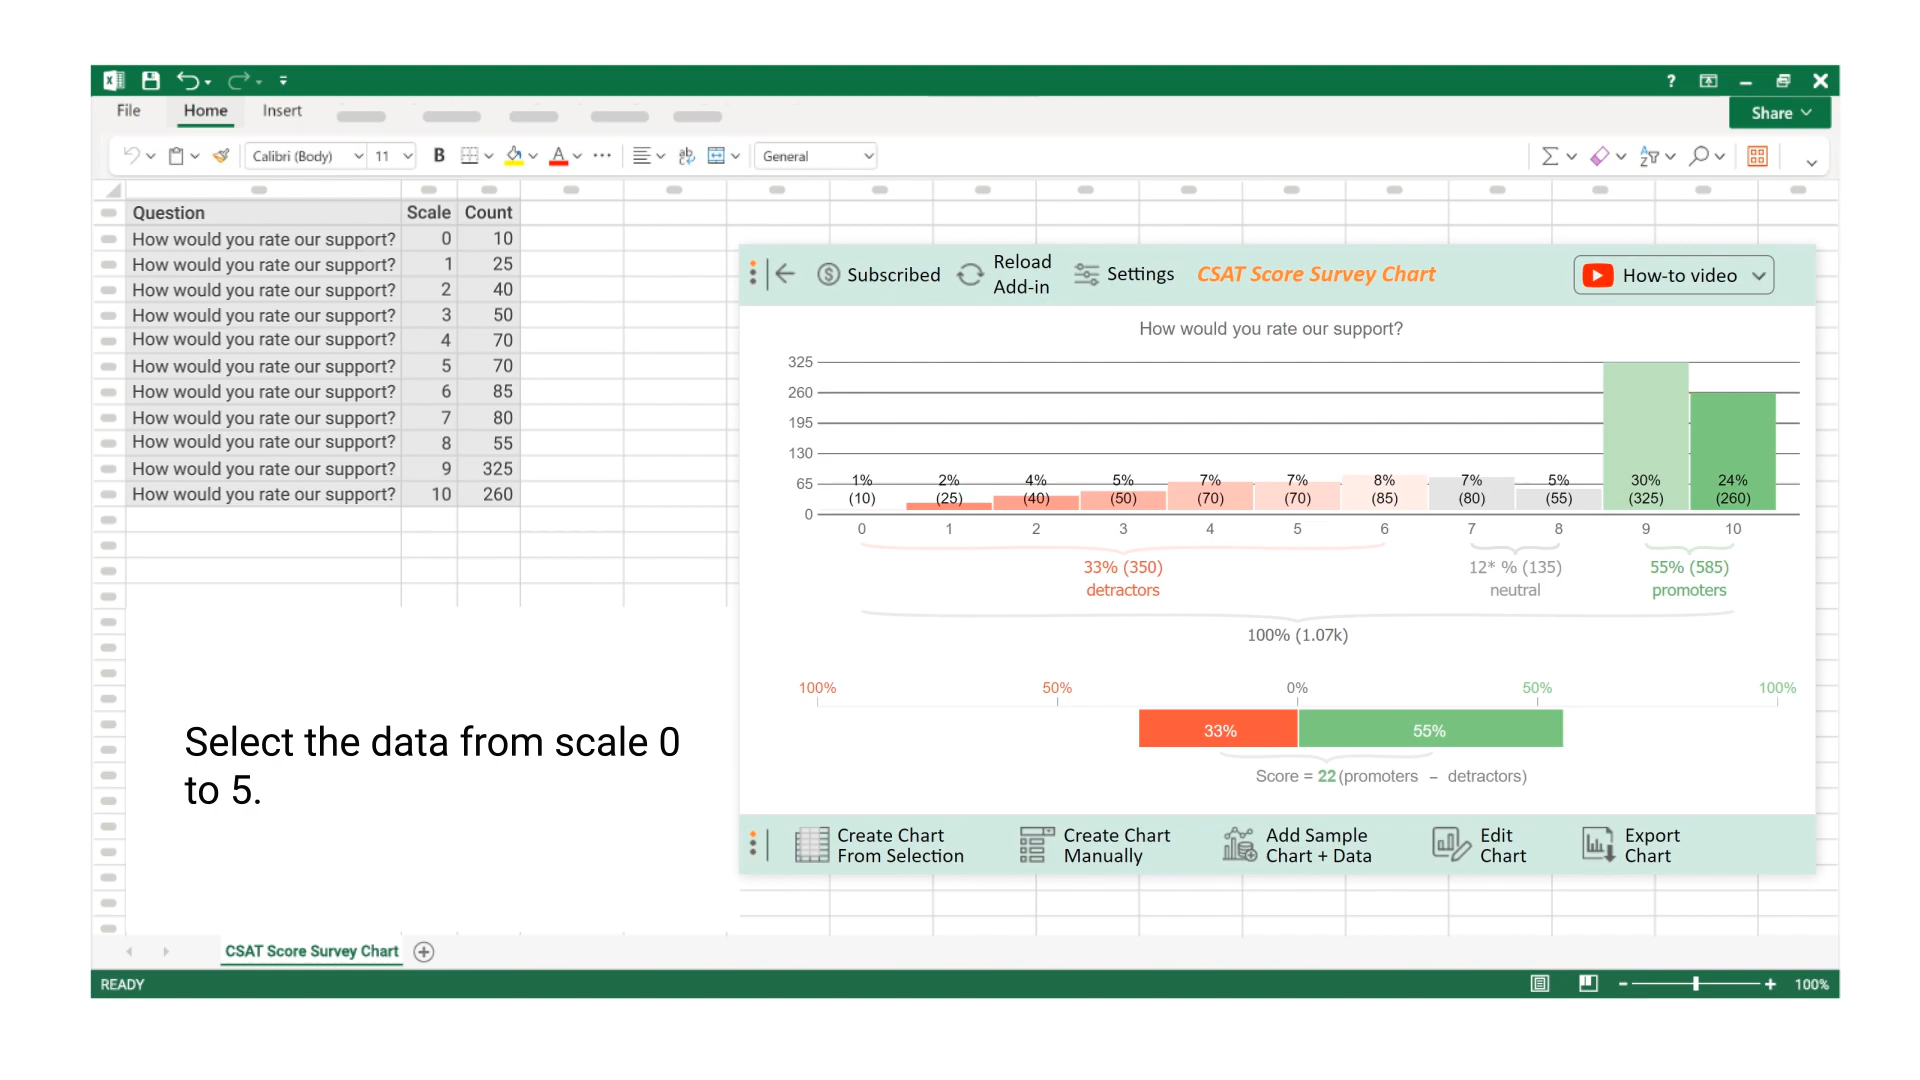 File Home Insert Share
Calibri (Body) 11 B A General
Question Scale Count
How would you rate our support? 0 10
How would you rate our support? 1 25
How would you rate our support? 2 40
How would you rate our support? 3 50
How would you rate our support? 4 70
How would you rate our support? 5 70
How would you rate our support? 6 85
How would you rate our support? 7 80
How would you rate our support? 8 55
How would you rate our support? 9 325
How would you rate our support? 10 260
Select the data from scale 0
to 5.
Subscribed
Reload
Add-in
Settings
CSAT Score Survey Chart
How-to video
How would you rate our support?
325
260
195
130
65
0
1% 2% 4% 5% 7% 7% 8% 7% 5% 30% 24%
(10) (25) (40) (50) (70) (70) (85) (80) (55) (325) (260)
0 1 2 3 4 5 6 7 8 9 10
33% (350) 12* % (135) 55% (585)
detractors neutral promoters
100% (1.07k)
100% 50% 0% 50% 100%
33% 55%
Score = 22 (promoters – detractors)
Create Chart
From Selection
Create Chart
Manually
Add Sample
Chart + Data
Edit
Chart
Export
Chart
CSAT Score Survey Chart
READY 100%